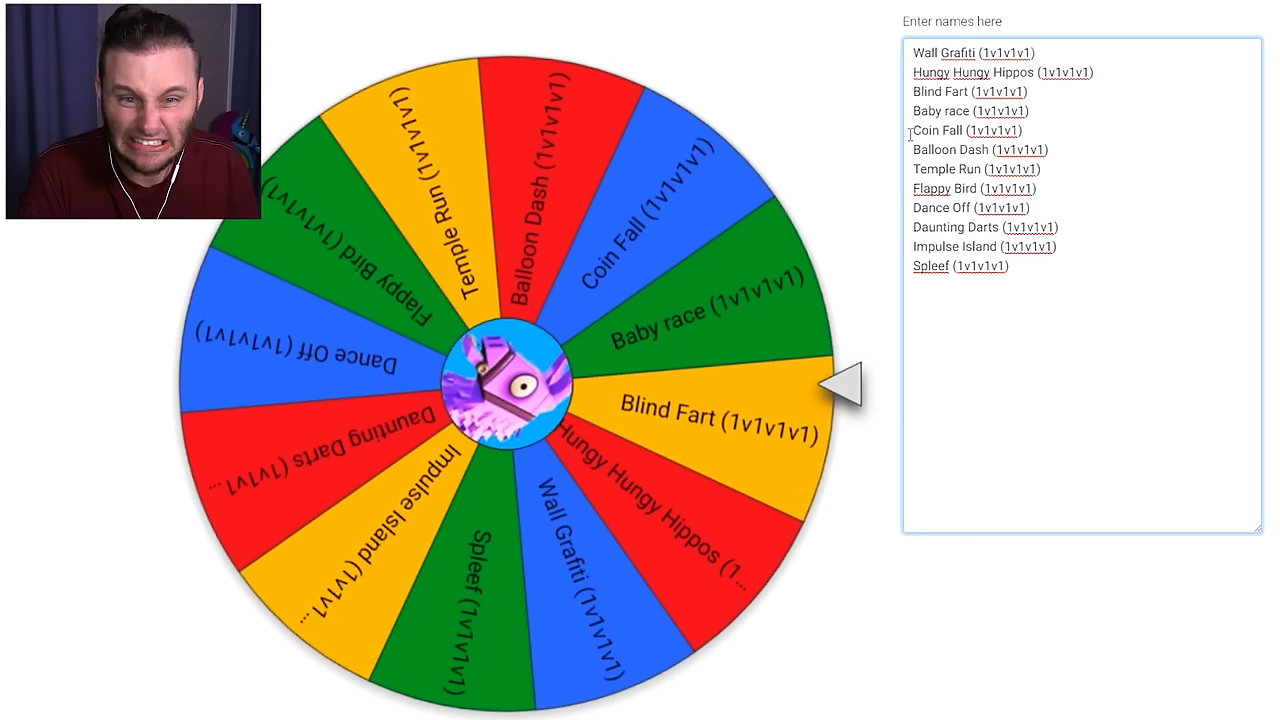 Enter names here
Wall Grafiti (1v1v1v1)
Hungy Hungy Hippos (1v1v1v1)
Blind Fart (1v1v1v1)
Baby race (1v1v1v1)
Coin Fall (1v1v1v1)
Balloon Dash (1v1v1v1)
Temple Run (1v1v1v1)
Flappy Bird (1v1v1v1)
Dance Off (1v1v1v1)
Daunting Darts (1v1v1v1)
Impulse Island (1v1v1v1)
Spleef (1v1v1v1)
Temple Run (1v1v1v1)
Balloon Dash (1v1v1v1)
Coin Fall (1v1v1v1)
Baby race (1v1v1v1)
Blind Fart (1v1v1v1)
Hungy Hungy Hippos (1...
Wall Grafiti (1v1v1v1)
Spleef (1v1v1v1)
Impulse Island (1v1v1...
Daunting Darts (1v1v1...
Dance Off (1v1v1v1)
Flappy Bird (1v1v1v1)